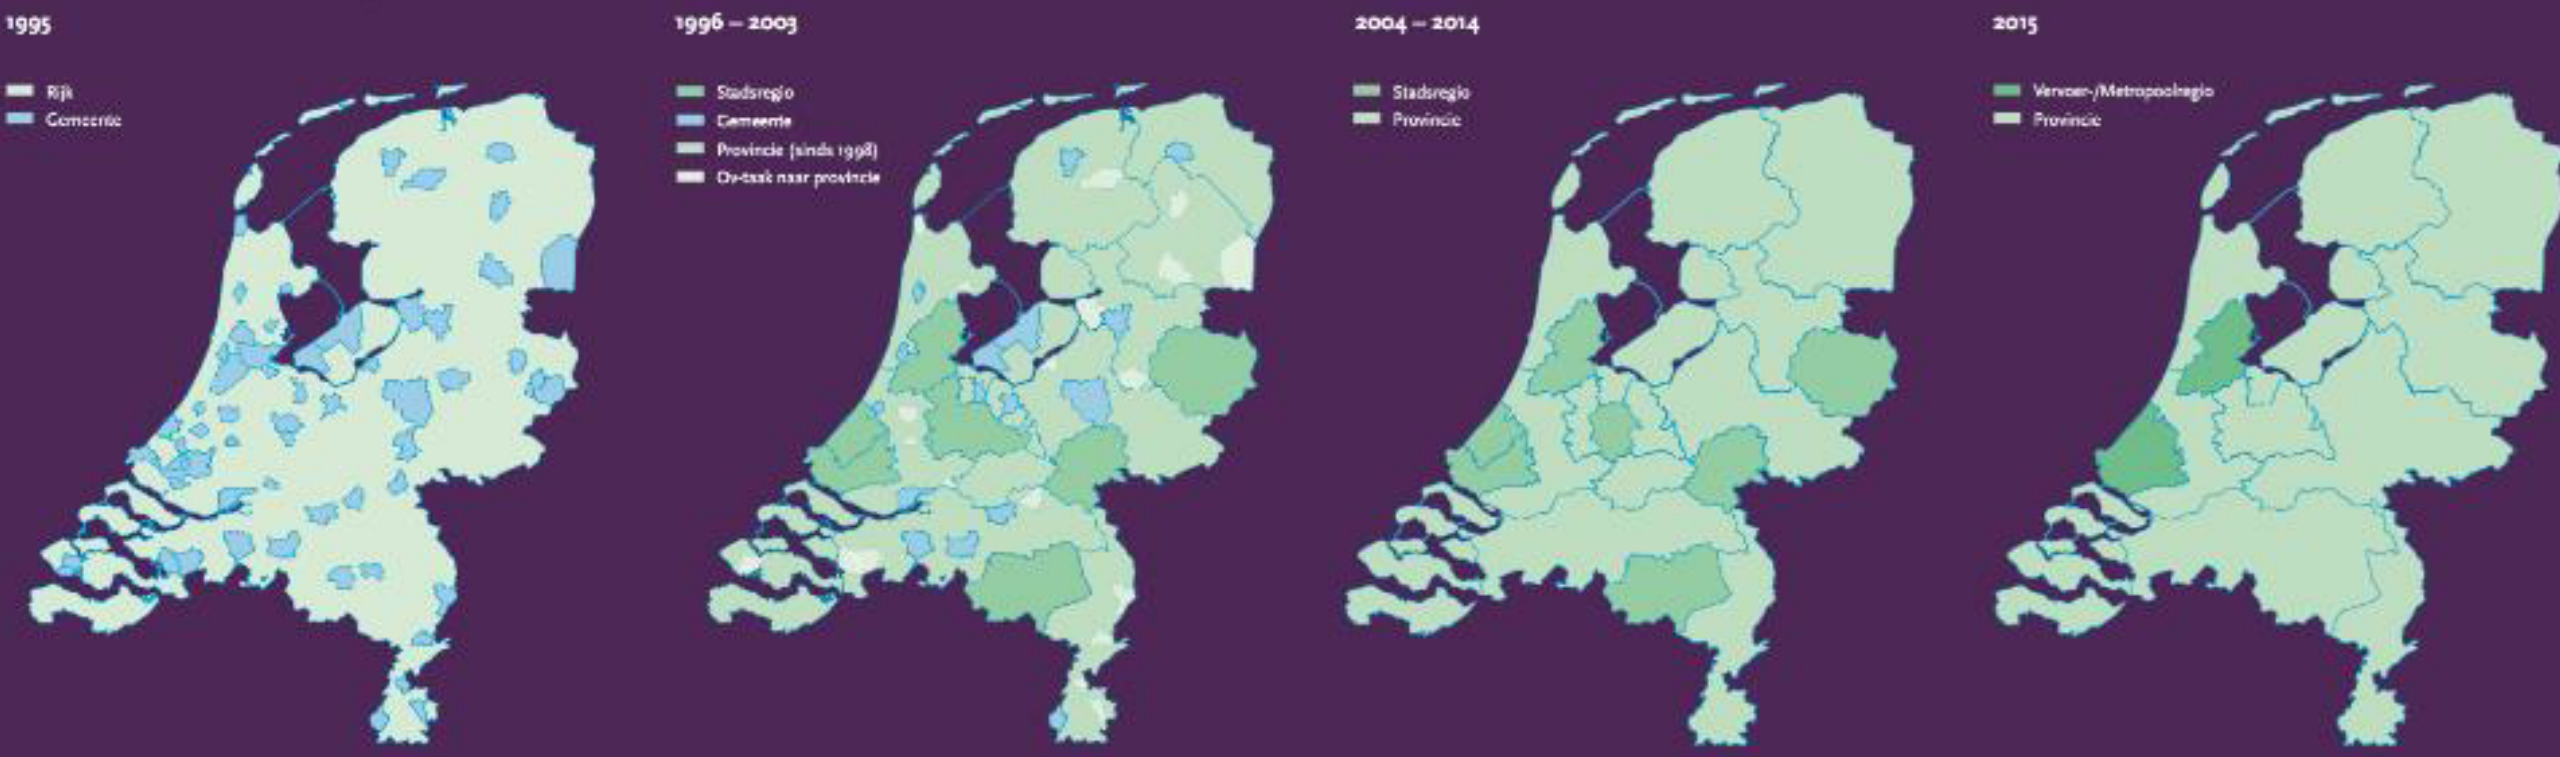 1995
Rijk
Gemeente
1996 – 2003
Stadsregio
Gemeente
Provincie (sinds 1998)
Ov-taak naar provincie
2004 – 2014
Stadsregio
Provincie
2015
Vervoer-/Metropoolregio
Provincie